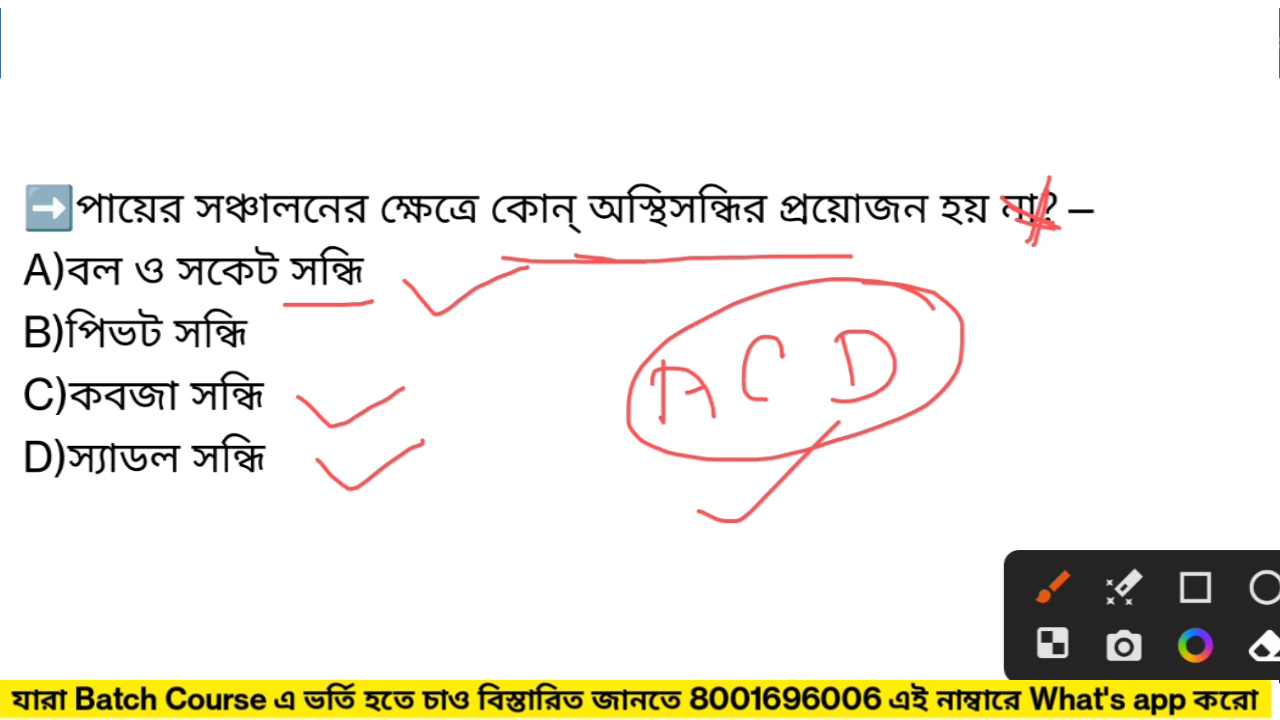 ➡️পায়ের সঞ্চালনের ক্ষেত্রে কোন্ অস্থিসন্ধির প্রয়োজন হয় না? –
A)বল ও সকেট সন্ধি
B)পিভট সন্ধি
C)কবজা সন্ধি
D)স্যাডল সন্ধি
A C D
যারা Batch Course এ ভর্তি হতে চাও বিস্তারিত জানতে 8001696006 এই নাম্বারে What's app করো